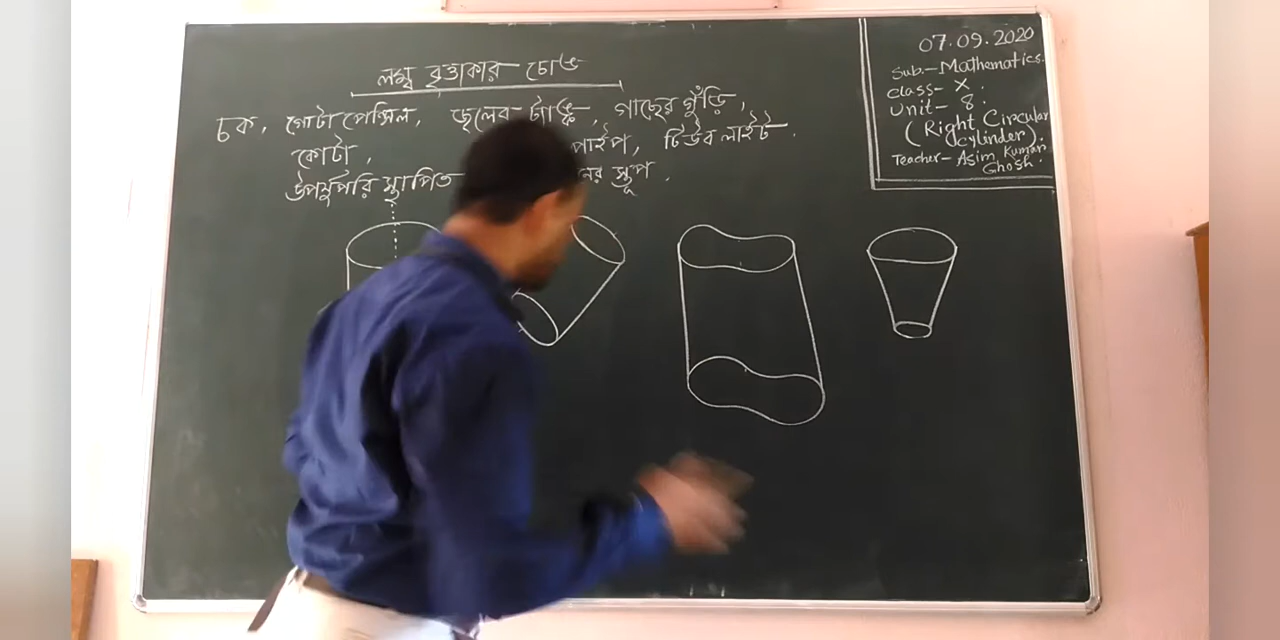 লম্ব বৃত্তাকার চোঙ
চক, গোটা পেন্সিল, জলের ট্যাঙ্ক, গাছের গুঁড়ি,
কৌটা, পাইপ, টিউব লাইট.
উপর্যুপরি স্থাপিত স্তূপ.
07.09.2020
Sub.- Mathematics.
Class- X.
Unit- 8.
(Right Circular
Cylinder).
Teacher- Asim Kumar
Ghosh.